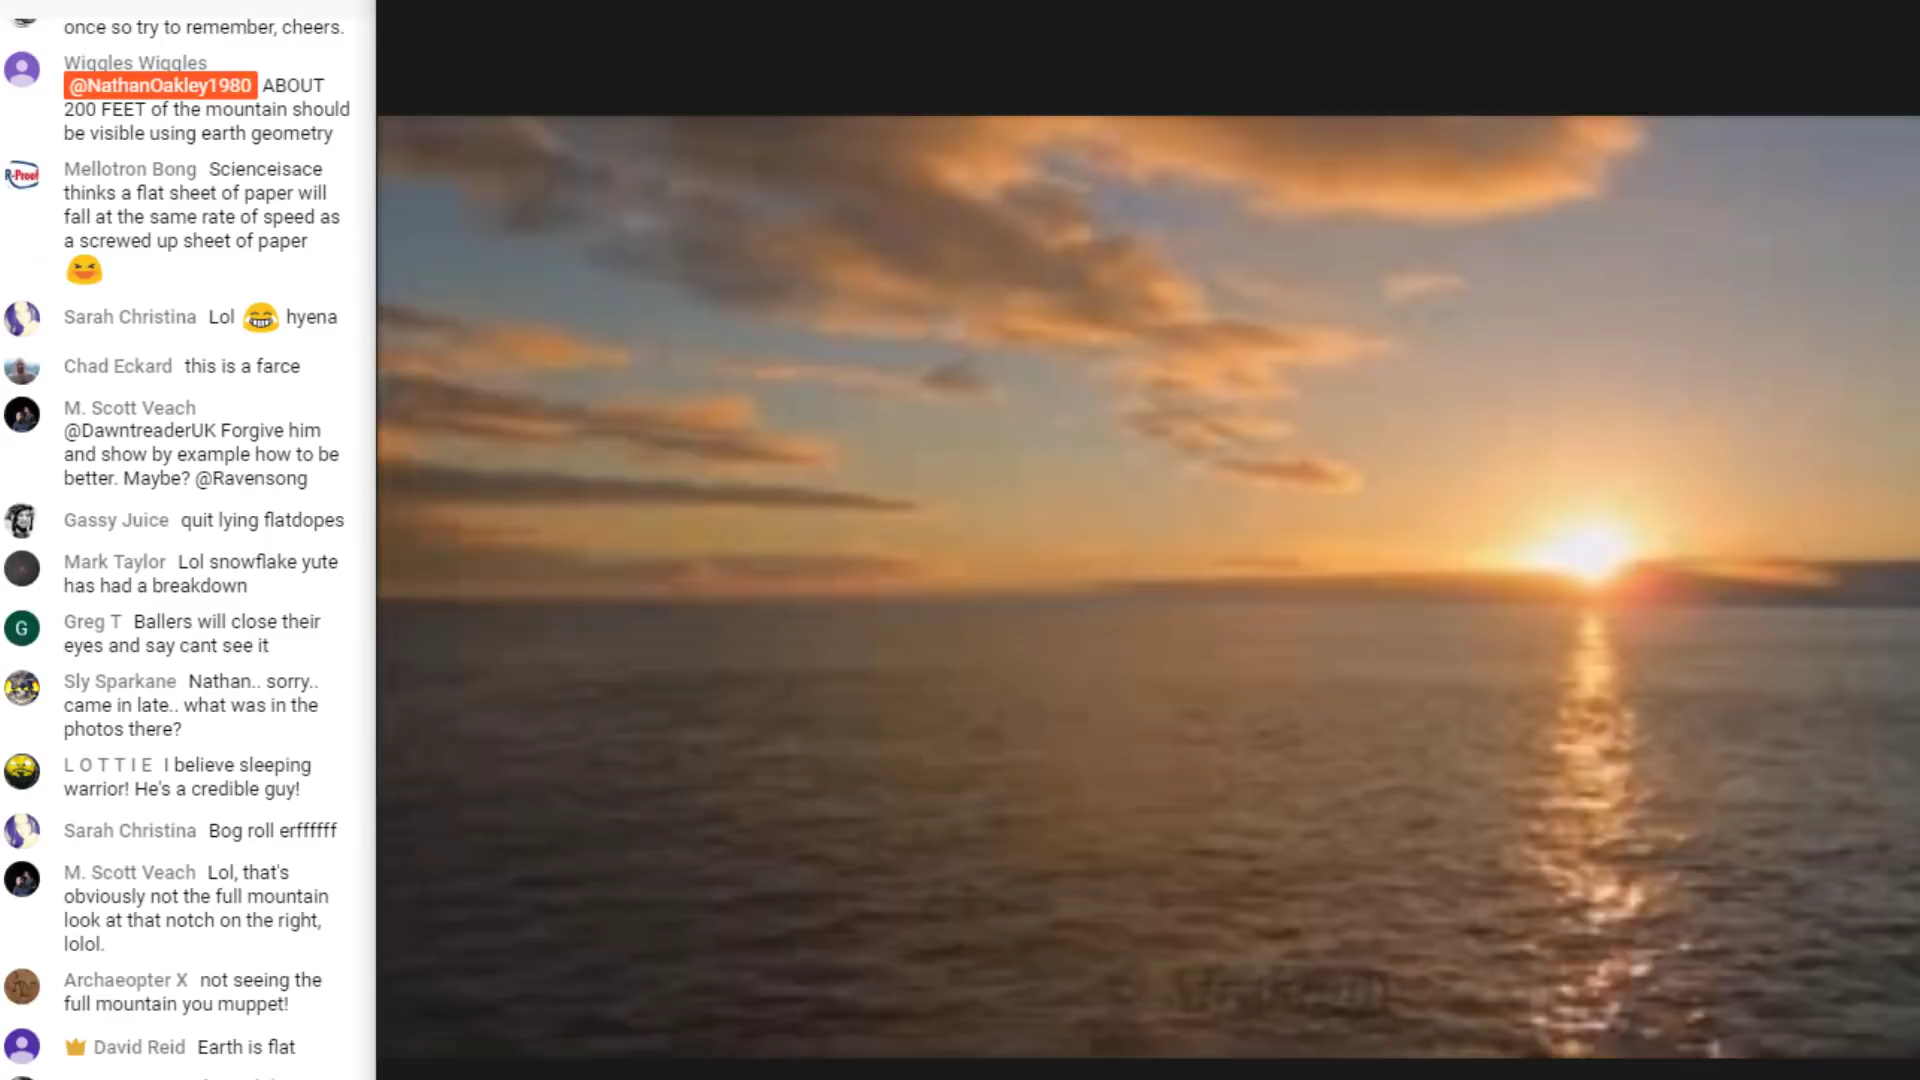 once so try to remember, cheers.
Wiggles Wiggles
@NathanOakley1980 ABOUT
200 FEET of the mountain should
be visible using earth geometry
R-Proof
Mellotron Bong Scienceisace
thinks a flat sheet of paper will
fall at the same rate of speed as
a screwed up sheet of paper
Sarah Christina Lol hyena
Chad Eckard this is a farce
M. Scott Veach
@DawntreaderUK Forgive him
and show by example how to be
better. Maybe? @Ravensong
Gassy Juice quit lying flatdopes
Mark Taylor Lol snowflake yute
has had a breakdown
G
Greg T Ballers will close their
eyes and say cant see it
Sly Sparkane Nathan.. sorry..
came in late.. what was in the
photos there?
L O T T I E I believe sleeping
warrior! He's a credible guy!
Sarah Christina Bog roll erffffff
M. Scott Veach Lol, that's
obviously not the full mountain
look at that notch on the right,
lolol.
Archaeopter X not seeing the
full mountain you muppet!
David Reid Earth is flat